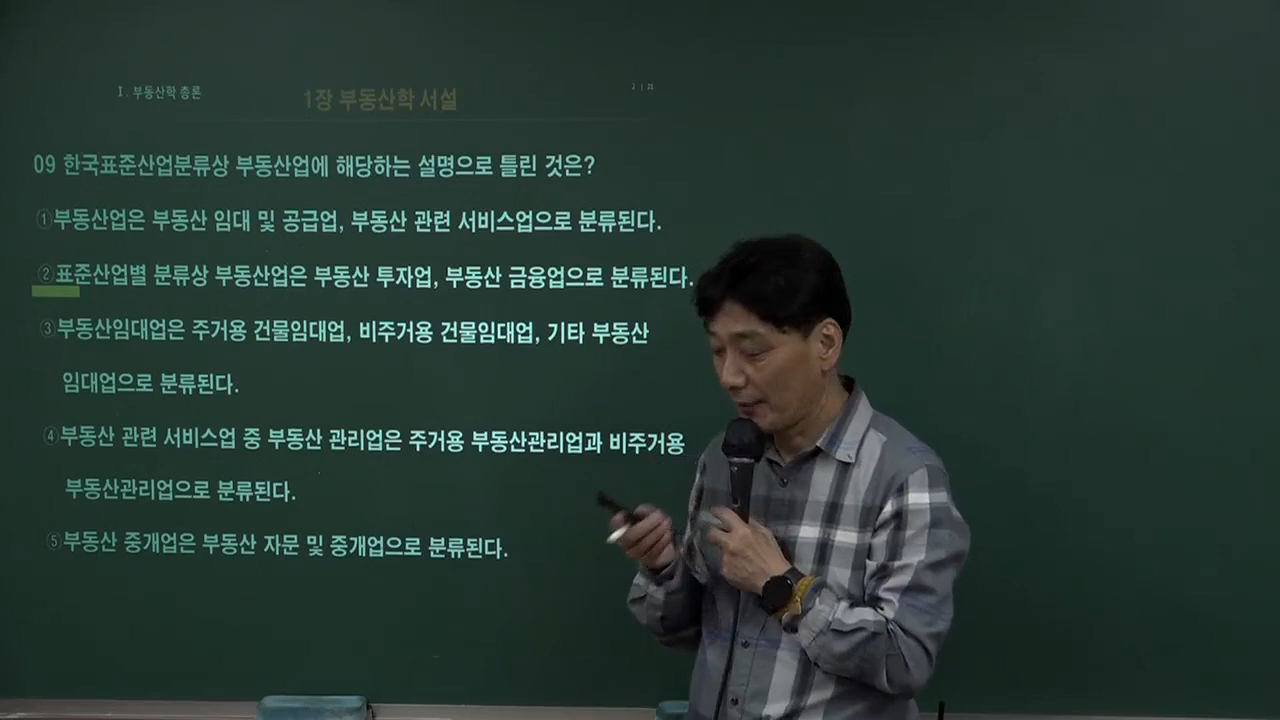 Ⅰ. 부동산학 총론
1장 부동산학 서설
09 한국표준산업분류상 부동산업에 해당하는 설명으로 틀린 것은?
①부동산업은 부동산 임대 및 공급업, 부동산 관련 서비스업으로 분류된다.
②표준산업별 분류상 부동산업은 부동산 투자업, 부동산 금융업으로 분류된다.
③부동산임대업은 주거용 건물임대업, 비주거용 건물임대업, 기타 부동산
임대업으로 분류된다.
④부동산 관련 서비스업 중 부동산 관리업은 주거용 부동산관리업과 비주거용
부동산관리업으로 분류된다.
⑤부동산 중개업은 부동산 자문 및 중개업으로 분류된다.